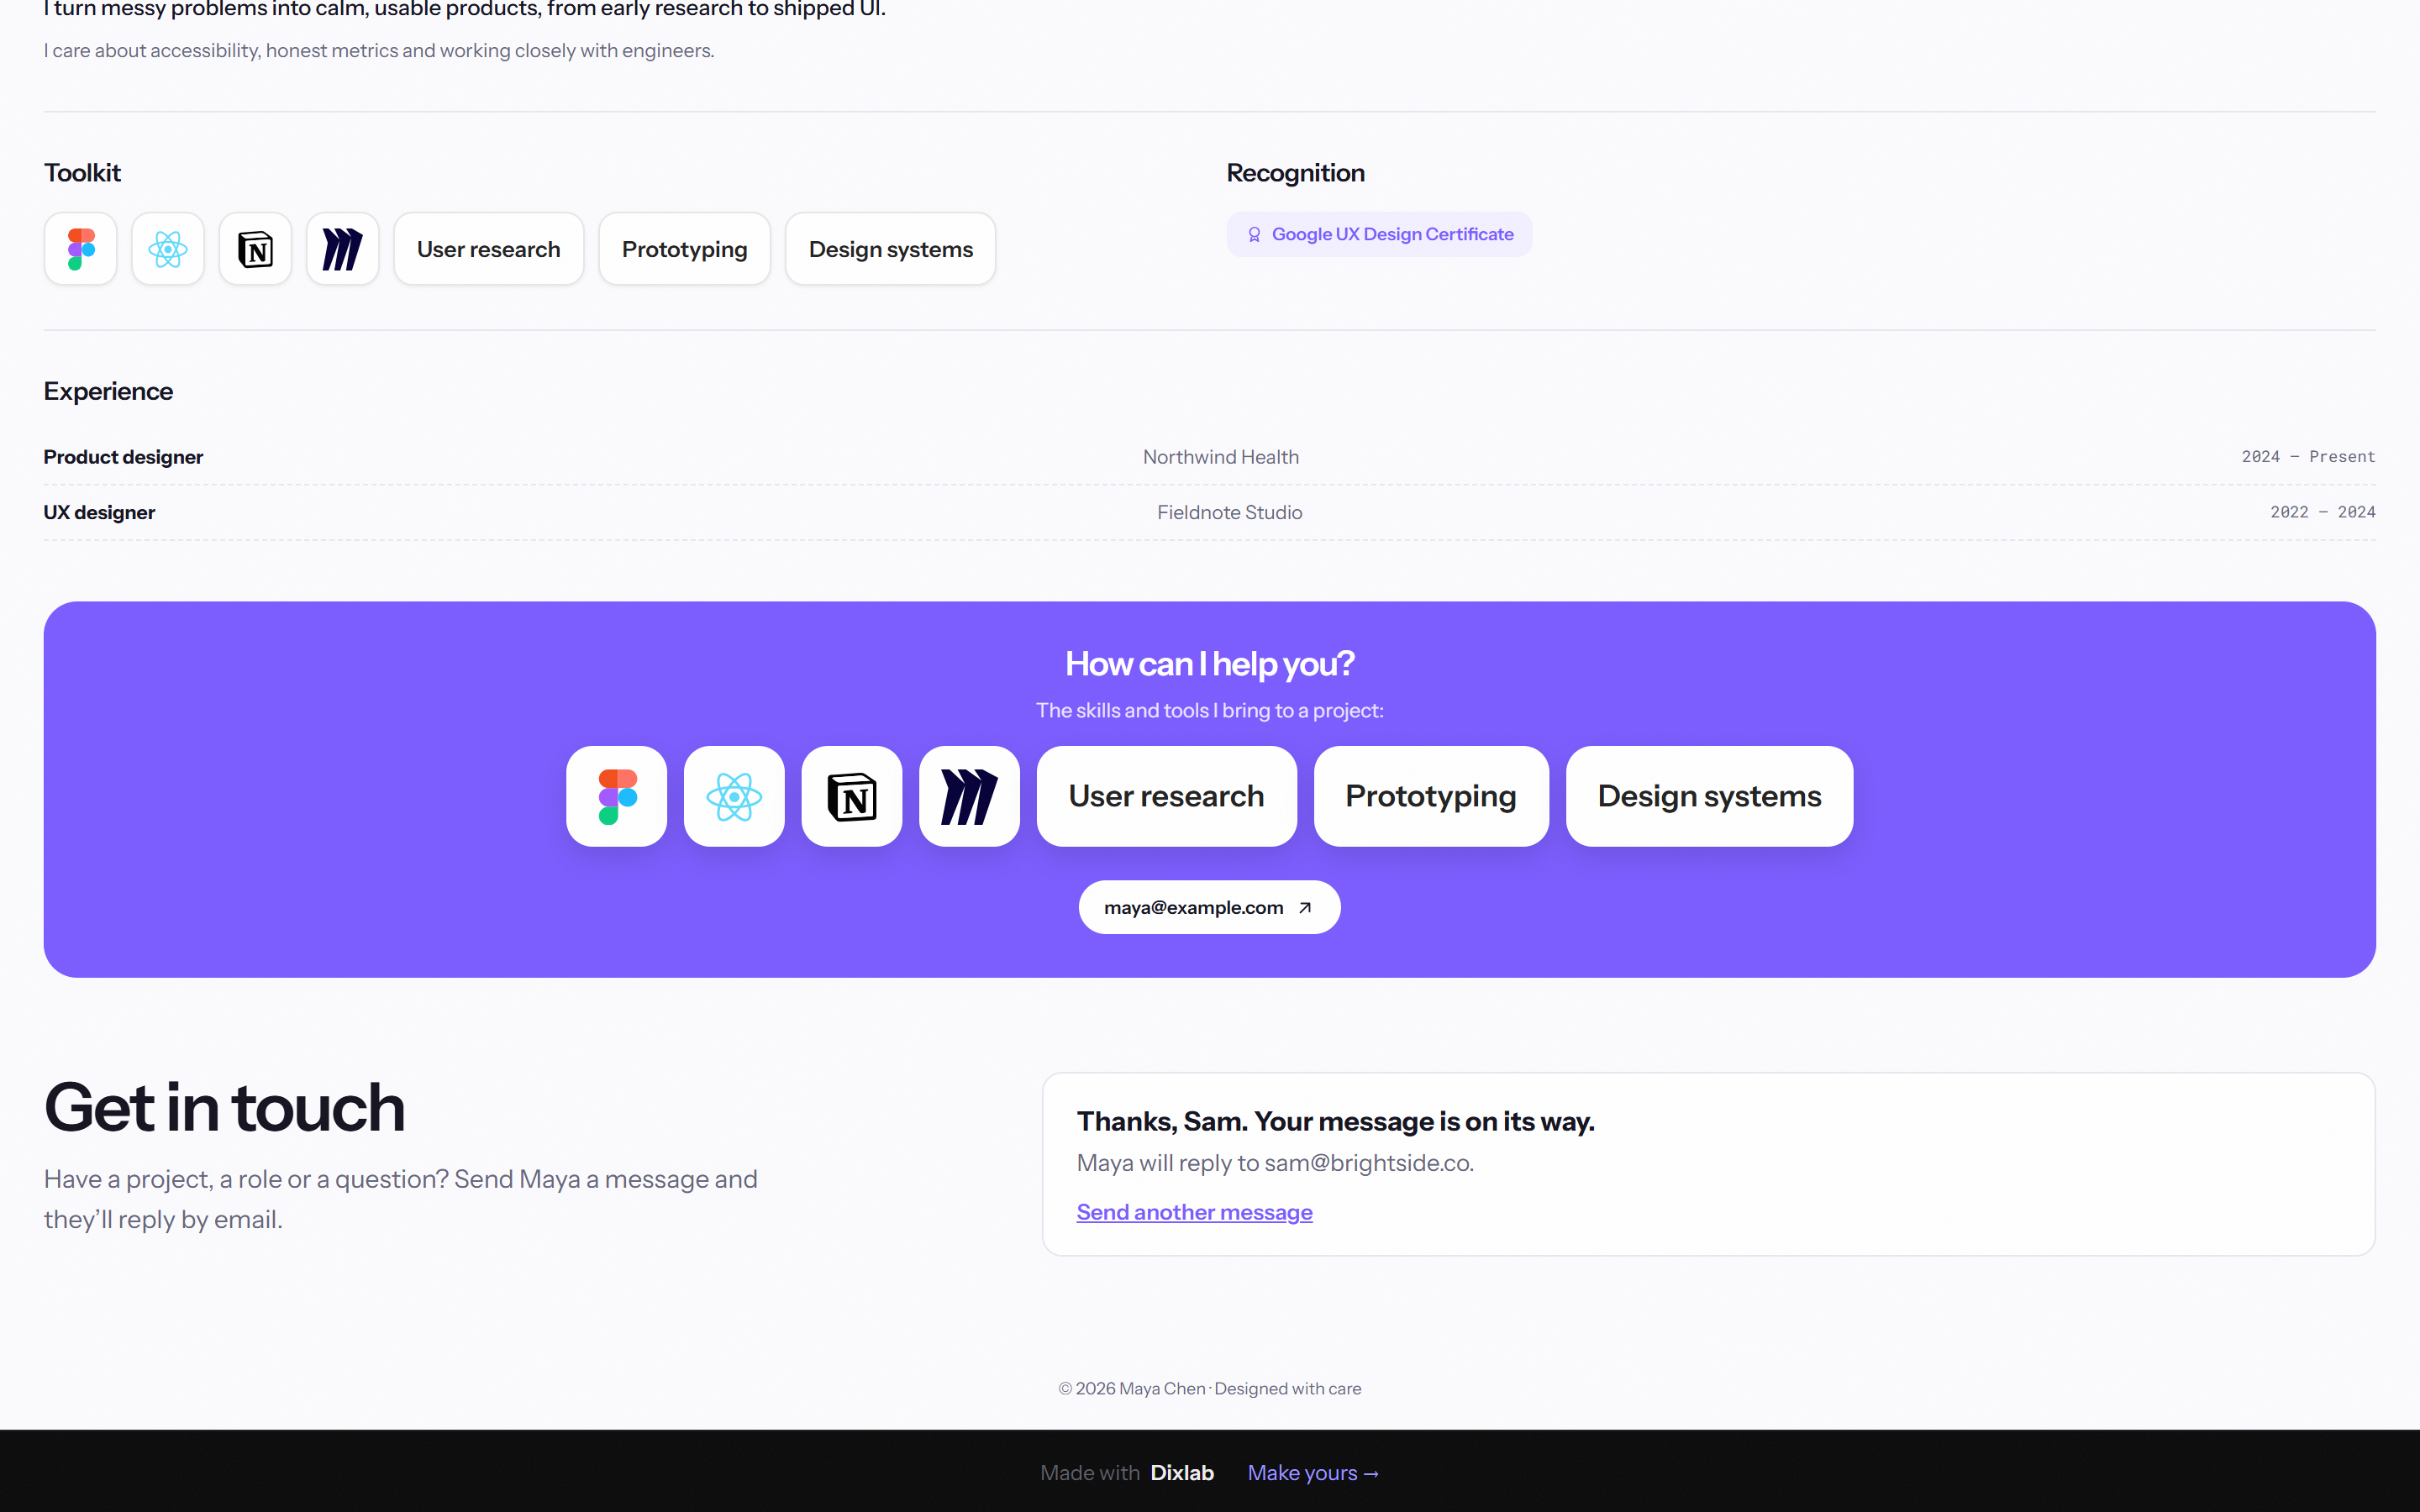 I turn messy problems into calm, usable products, from early research to shipped UI.
I care about accessibility, honest metrics and working closely with engineers.
Toolkit
Recognition
N
User research
Prototyping
Design systems
Google UX Design Certificate
Experience
Product designer
Northwind Health
2024 — Present
UX designer
Fieldnote Studio
2022 — 2024
How can I help you?
The skills and tools I bring to a project:
N
User research
Prototyping
Design systems
maya@example.com ↗
Get in touch
Have a project, a role or a question? Send Maya a message and
they’ll reply by email.
Thanks, Sam. Your message is on its way.
Maya will reply to sam@brightside.co.
Send another message
© 2026 Maya Chen · Designed with care
Made with Dixlab
Make yours →